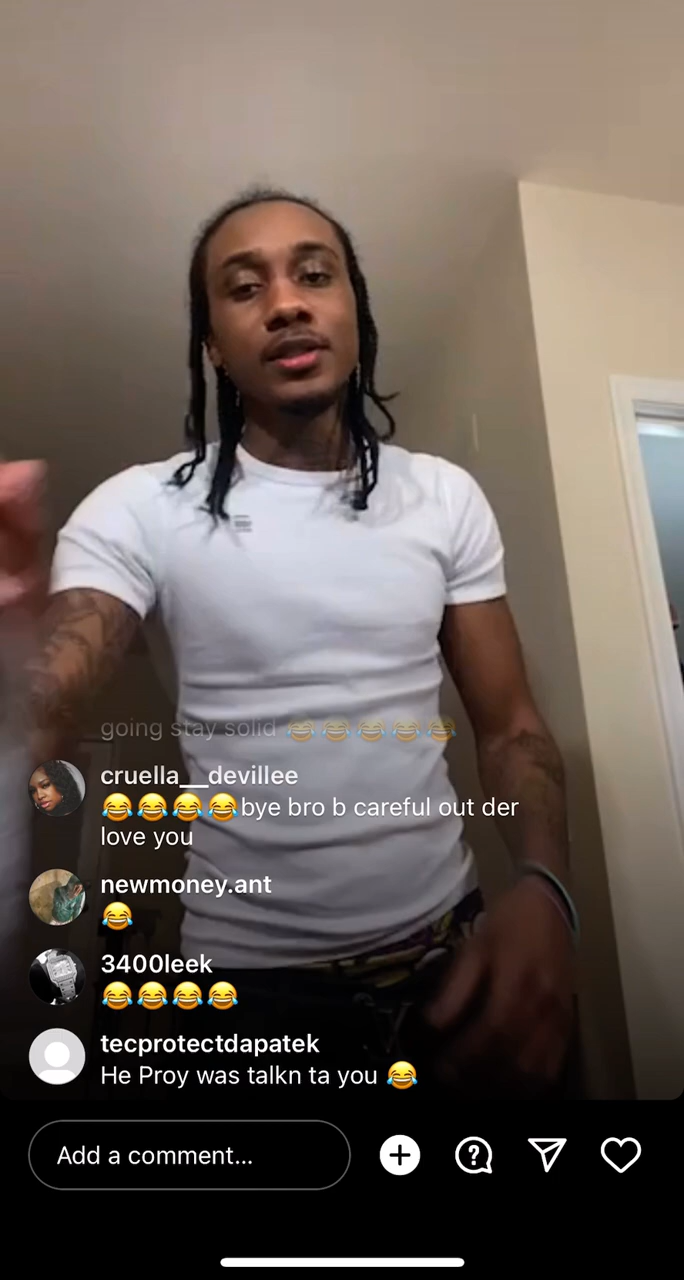 going stay solid 😂😂😂😂😂
cruella__devillee
😂😂😂😂bye bro b careful out der
love you
newmoney.ant
😂
3400leek
😂😂😂😂
tecprotectdapatek
He Proy was talkn ta you 😂
Add a comment...